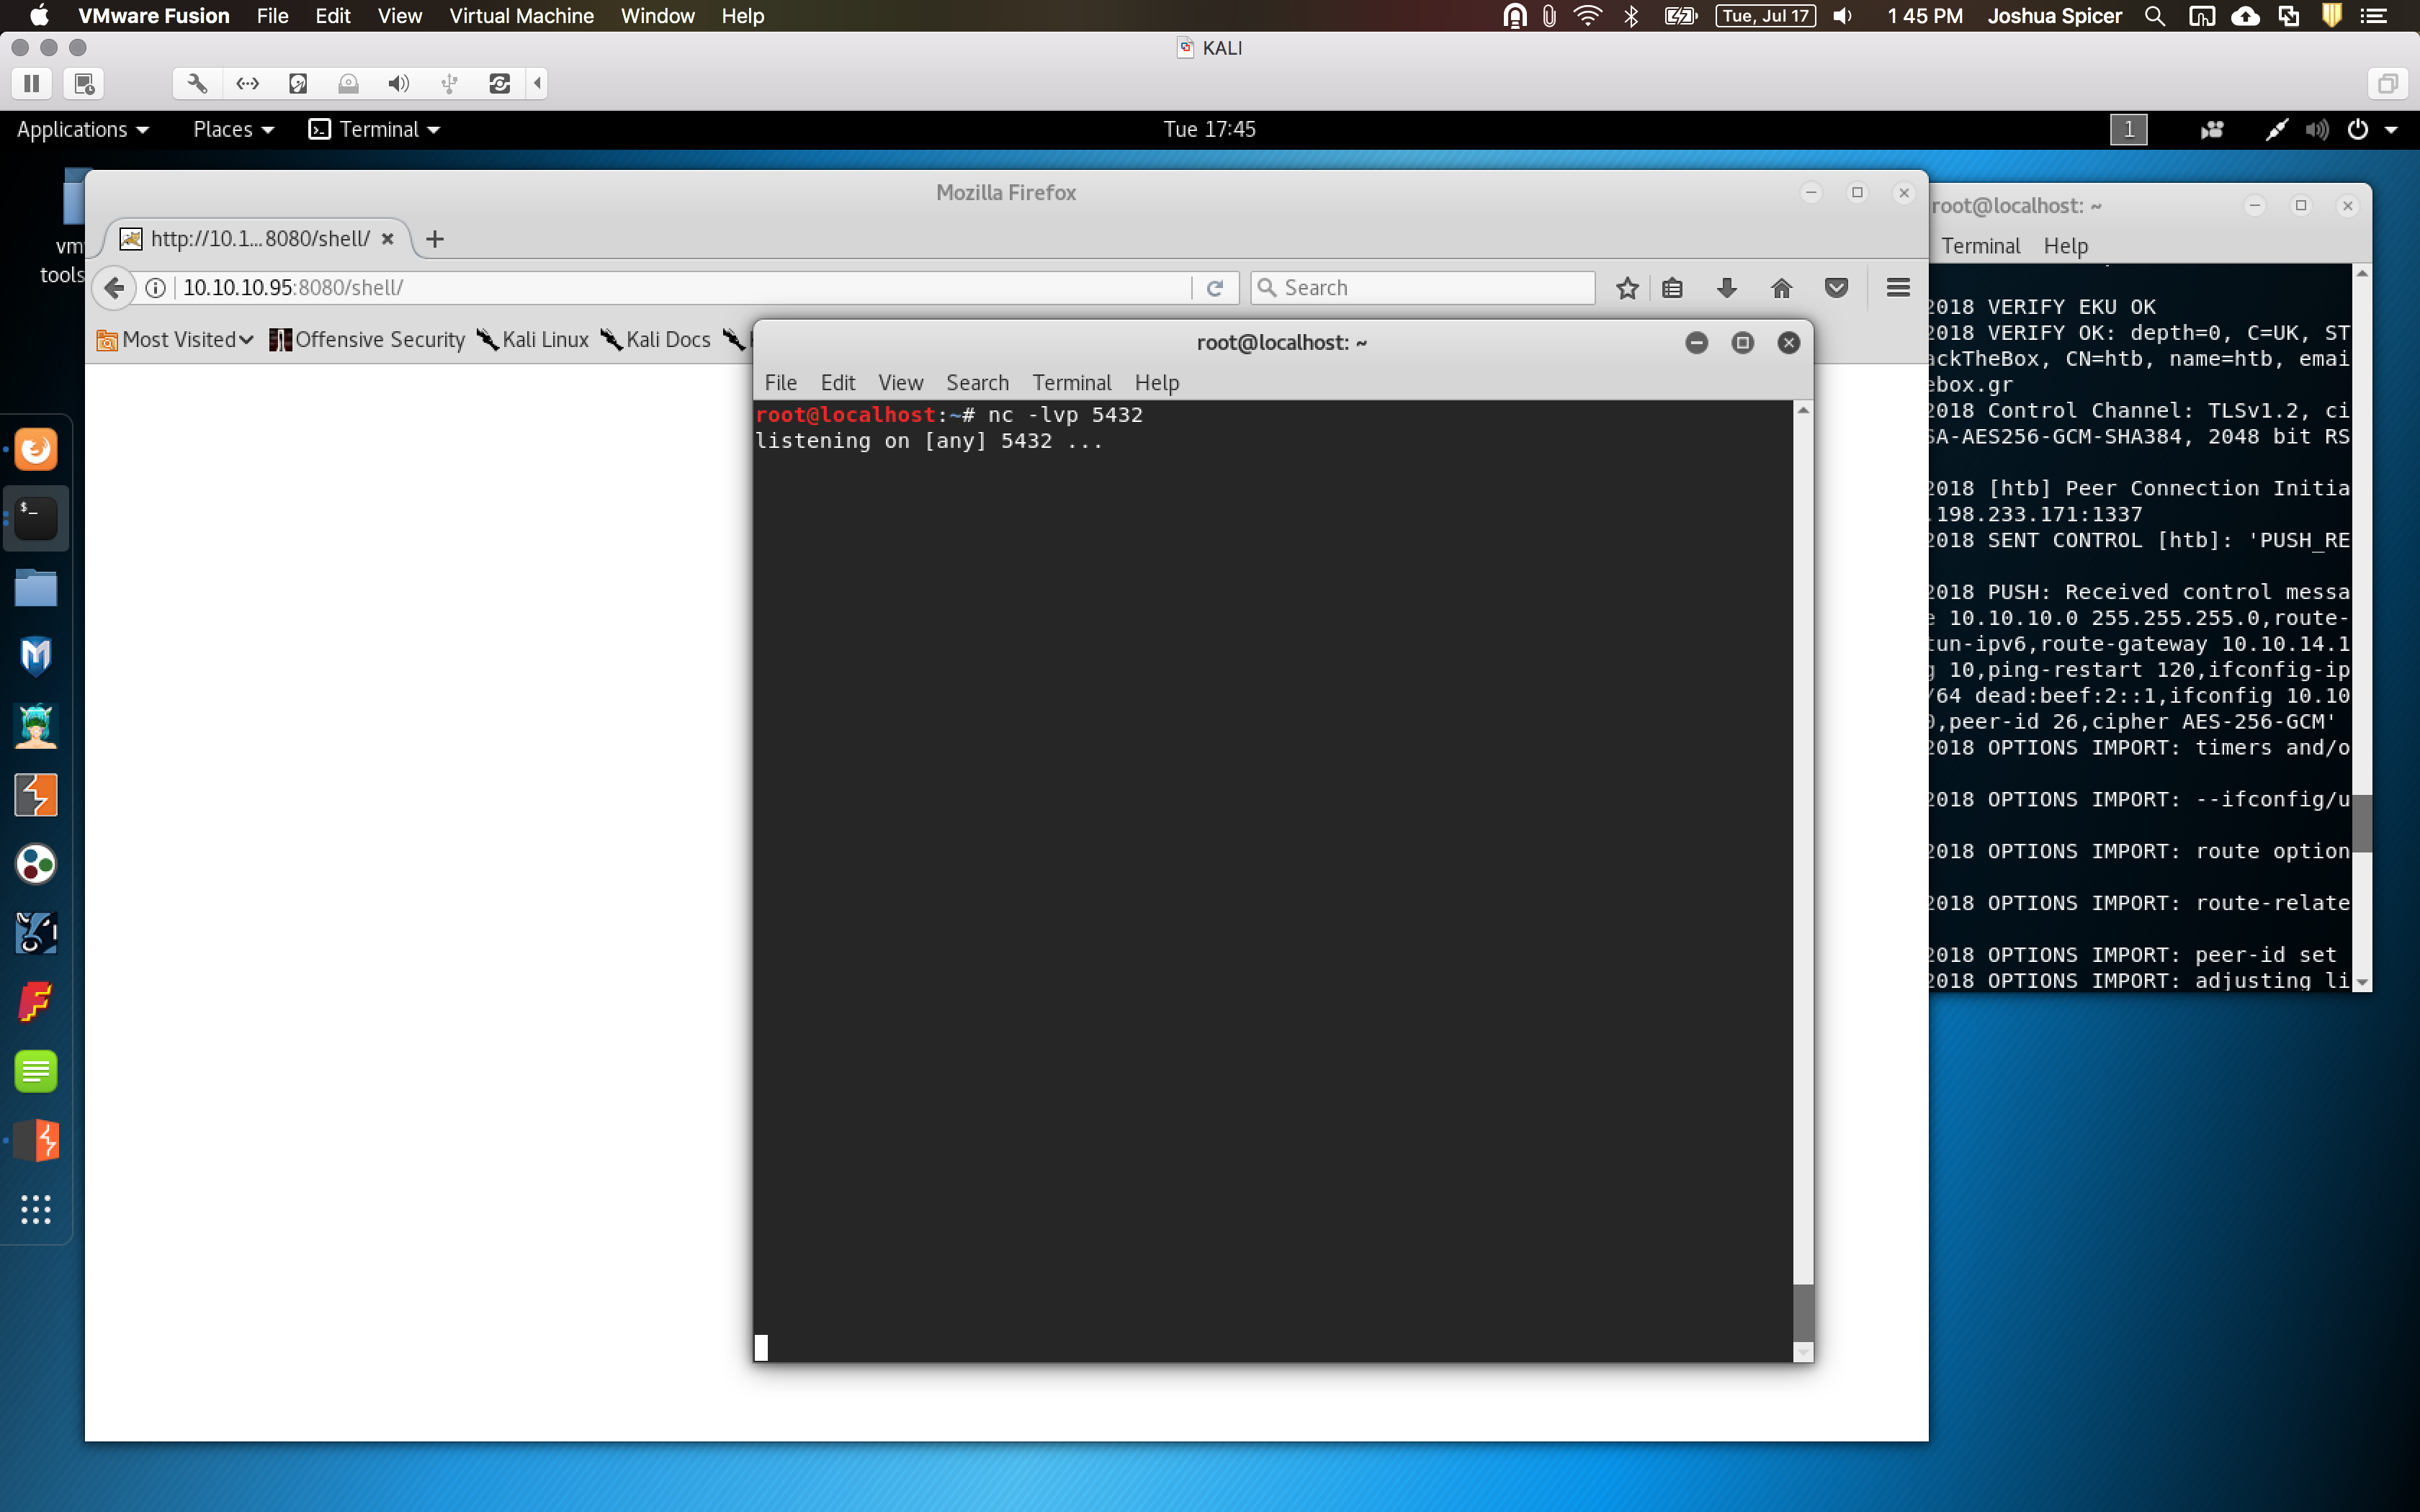 VMware Fusion File Edit View Virtual Machine Window Help Tue, Jul 17 1 45 PM Joshua Spicer
KALI
Applications Places Terminal Tue 17:45 1
tools
Mozilla Firefox
http://10.1...8080/shell/
10.10.10.95:8080/shell/ Search
Most Visited Offensive Security Kali Linux Kali Docs
root@localhost: ~
File Edit View Search Terminal Help
root@localhost:~# nc -lvp 5432
listening on [any] 5432 ...
root@localhost: ~
Terminal Help
2018 VERIFY EKU OK
2018 VERIFY OK: depth=0, C=UK, ST
ackTheBox, CN=htb, name=htb, emai
ebox.gr
2018 Control Channel: TLSv1.2, ci
SA-AES256-GCM-SHA384, 2048 bit RS
2018 [htb] Peer Connection Initia
.198.233.171:1337
2018 SENT CONTROL [htb]: 'PUSH_RE
2018 PUSH: Received control messa
e 10.10.10.0 255.255.255.0,route-
tun-ipv6,route-gateway 10.10.14.1
g 10,ping-restart 120,ifconfig-ip
/64 dead:beef:2::1,ifconfig 10.10
0,peer-id 26,cipher AES-256-GCM'
2018 OPTIONS IMPORT: timers and/o
2018 OPTIONS IMPORT: --ifconfig/u
2018 OPTIONS IMPORT: route option
2018 OPTIONS IMPORT: route-relate
2018 OPTIONS IMPORT: peer-id set
2018 OPTIONS IMPORT: adjusting li